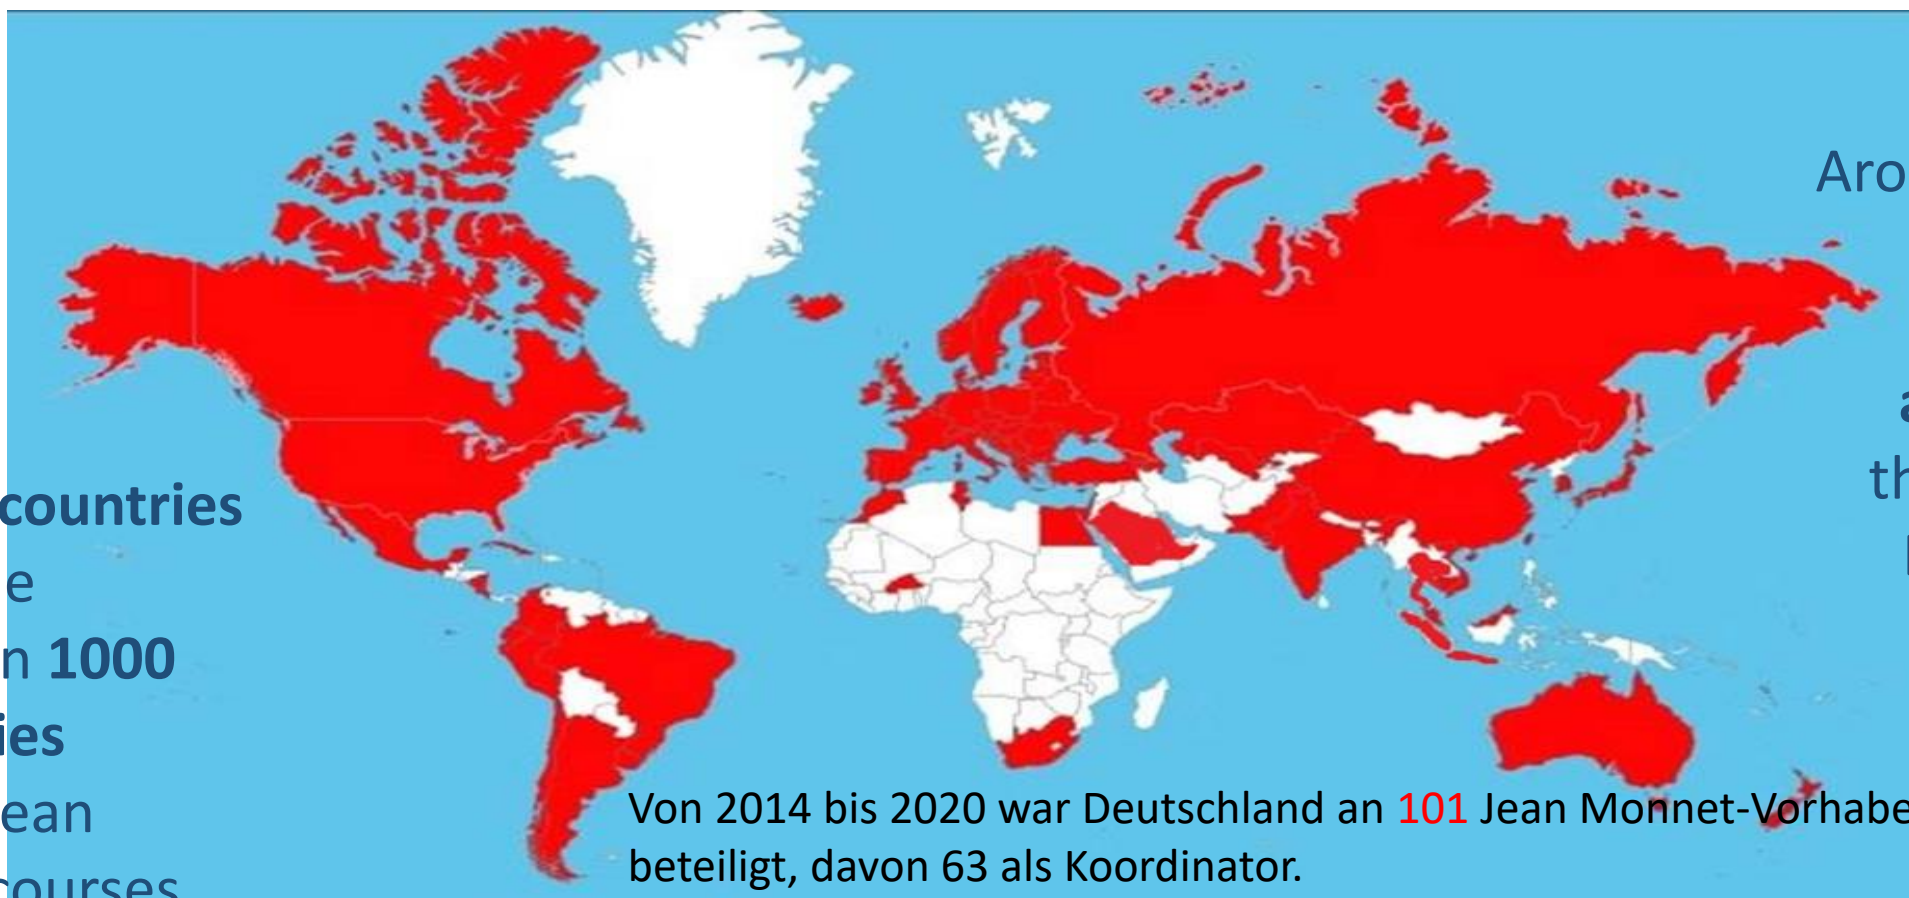 Aro
a
th
countries
e
n 1000
ies
ean
courses
Von 2014 bis 2020 war Deutschland an 101 Jean Monnet-Vorhabe
beteiligt, davon 63 als Koordinator.